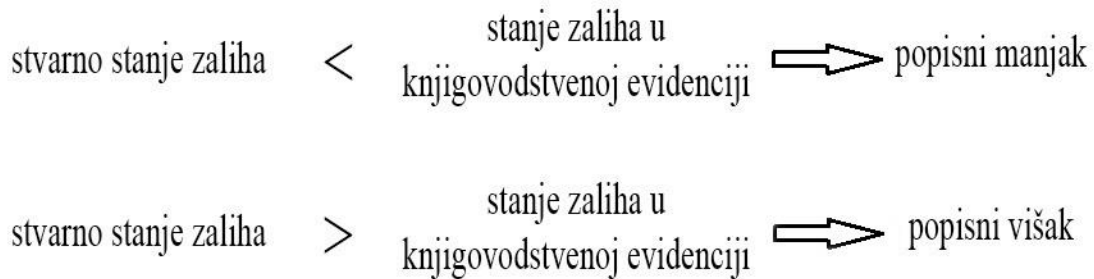 stvarno stanje zaliha < stanje zaliha u
knjigovodstvenoj evidenciji popisni manjak
stvarno stanje zaliha > stanje zaliha u
knjigovodstvenoj evidenciji popisni višak